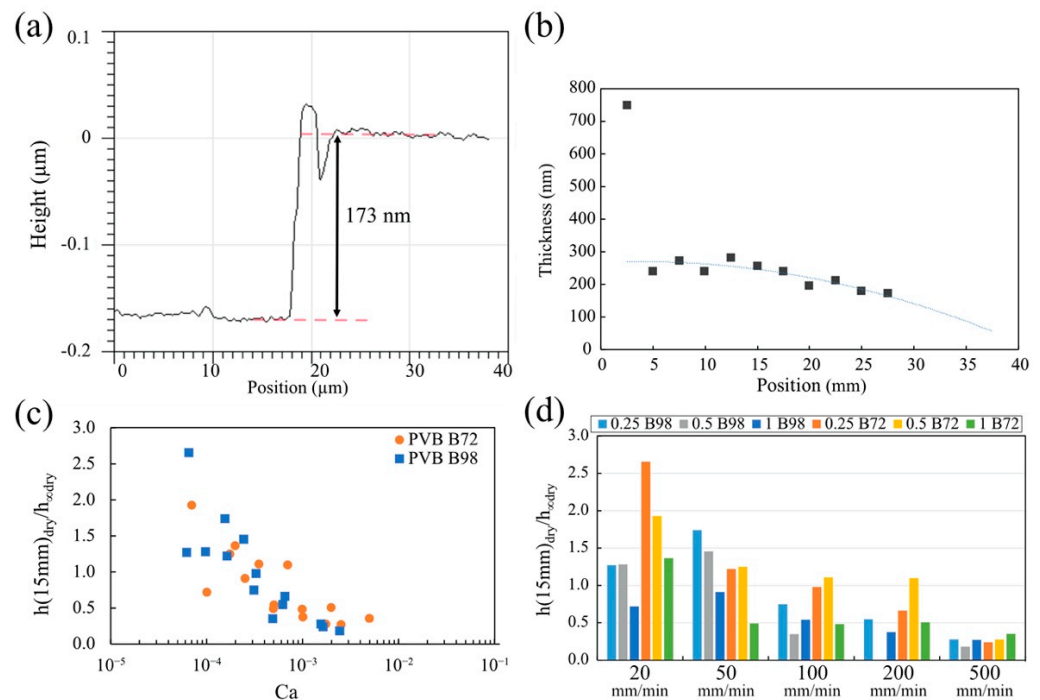 (a)
0.1
0
-0.1
-0.2
Height (μm)
173 nm
0 10 20 30
Position (μm)
(b)
800
700
600
500
400
300
200
100
0
Thickness (nm)
0 5 10 15 20 25 30 35 40
Position (mm)
(c)
3.0
2.5
2.0
1.5
1.0
0.5
0.0
h(15mm)dry/h∞dry
PVB B72
PVB B98
10⁻⁵ 10⁻⁴ 10⁻³ 10⁻² 10⁻¹
Ca
(d)
0.25 B98 0.5 B98 1 B98 0.25 B72 0.5 B72 1 B72
3.0
2.5
2.0
1.5
1.0
0.5
0.0
h(15mm)dry/h∞dry
20 50 100 200 500
mm/min mm/min mm/min mm/min mm/min